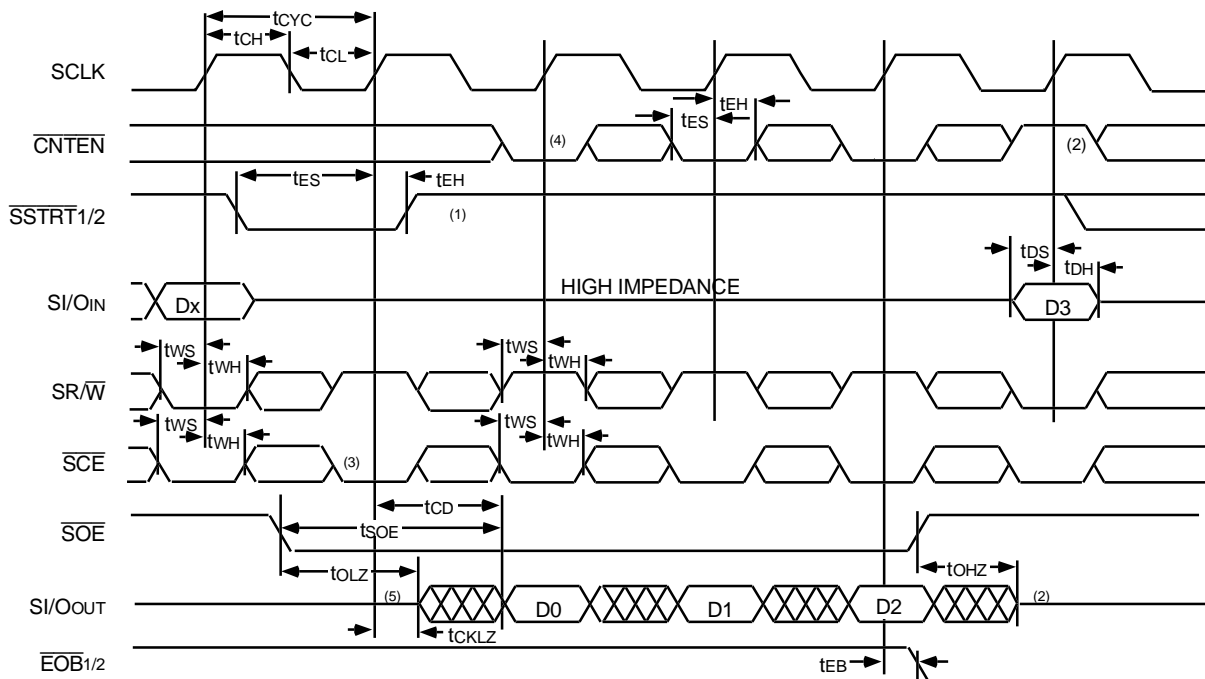 tCYC
tCH
tCL
SCLK
tEH
tES
CNTEN
(4)
(2)
tES
tEH
SSTRT1/2
(1)
tDS
tDH
HIGH IMPEDANCE
SI/OIN
Dx
D3
tWS
tWH
tWS
tWH
SR/W
tWS
tWH
tWS
tWH
SCE
(3)
tCD
SOE
tSOE
tOLZ
tOHZ
SI/OOUT
(5)
D0
D1
D2
(2)
tCKLZ
EOB1/2
tEB